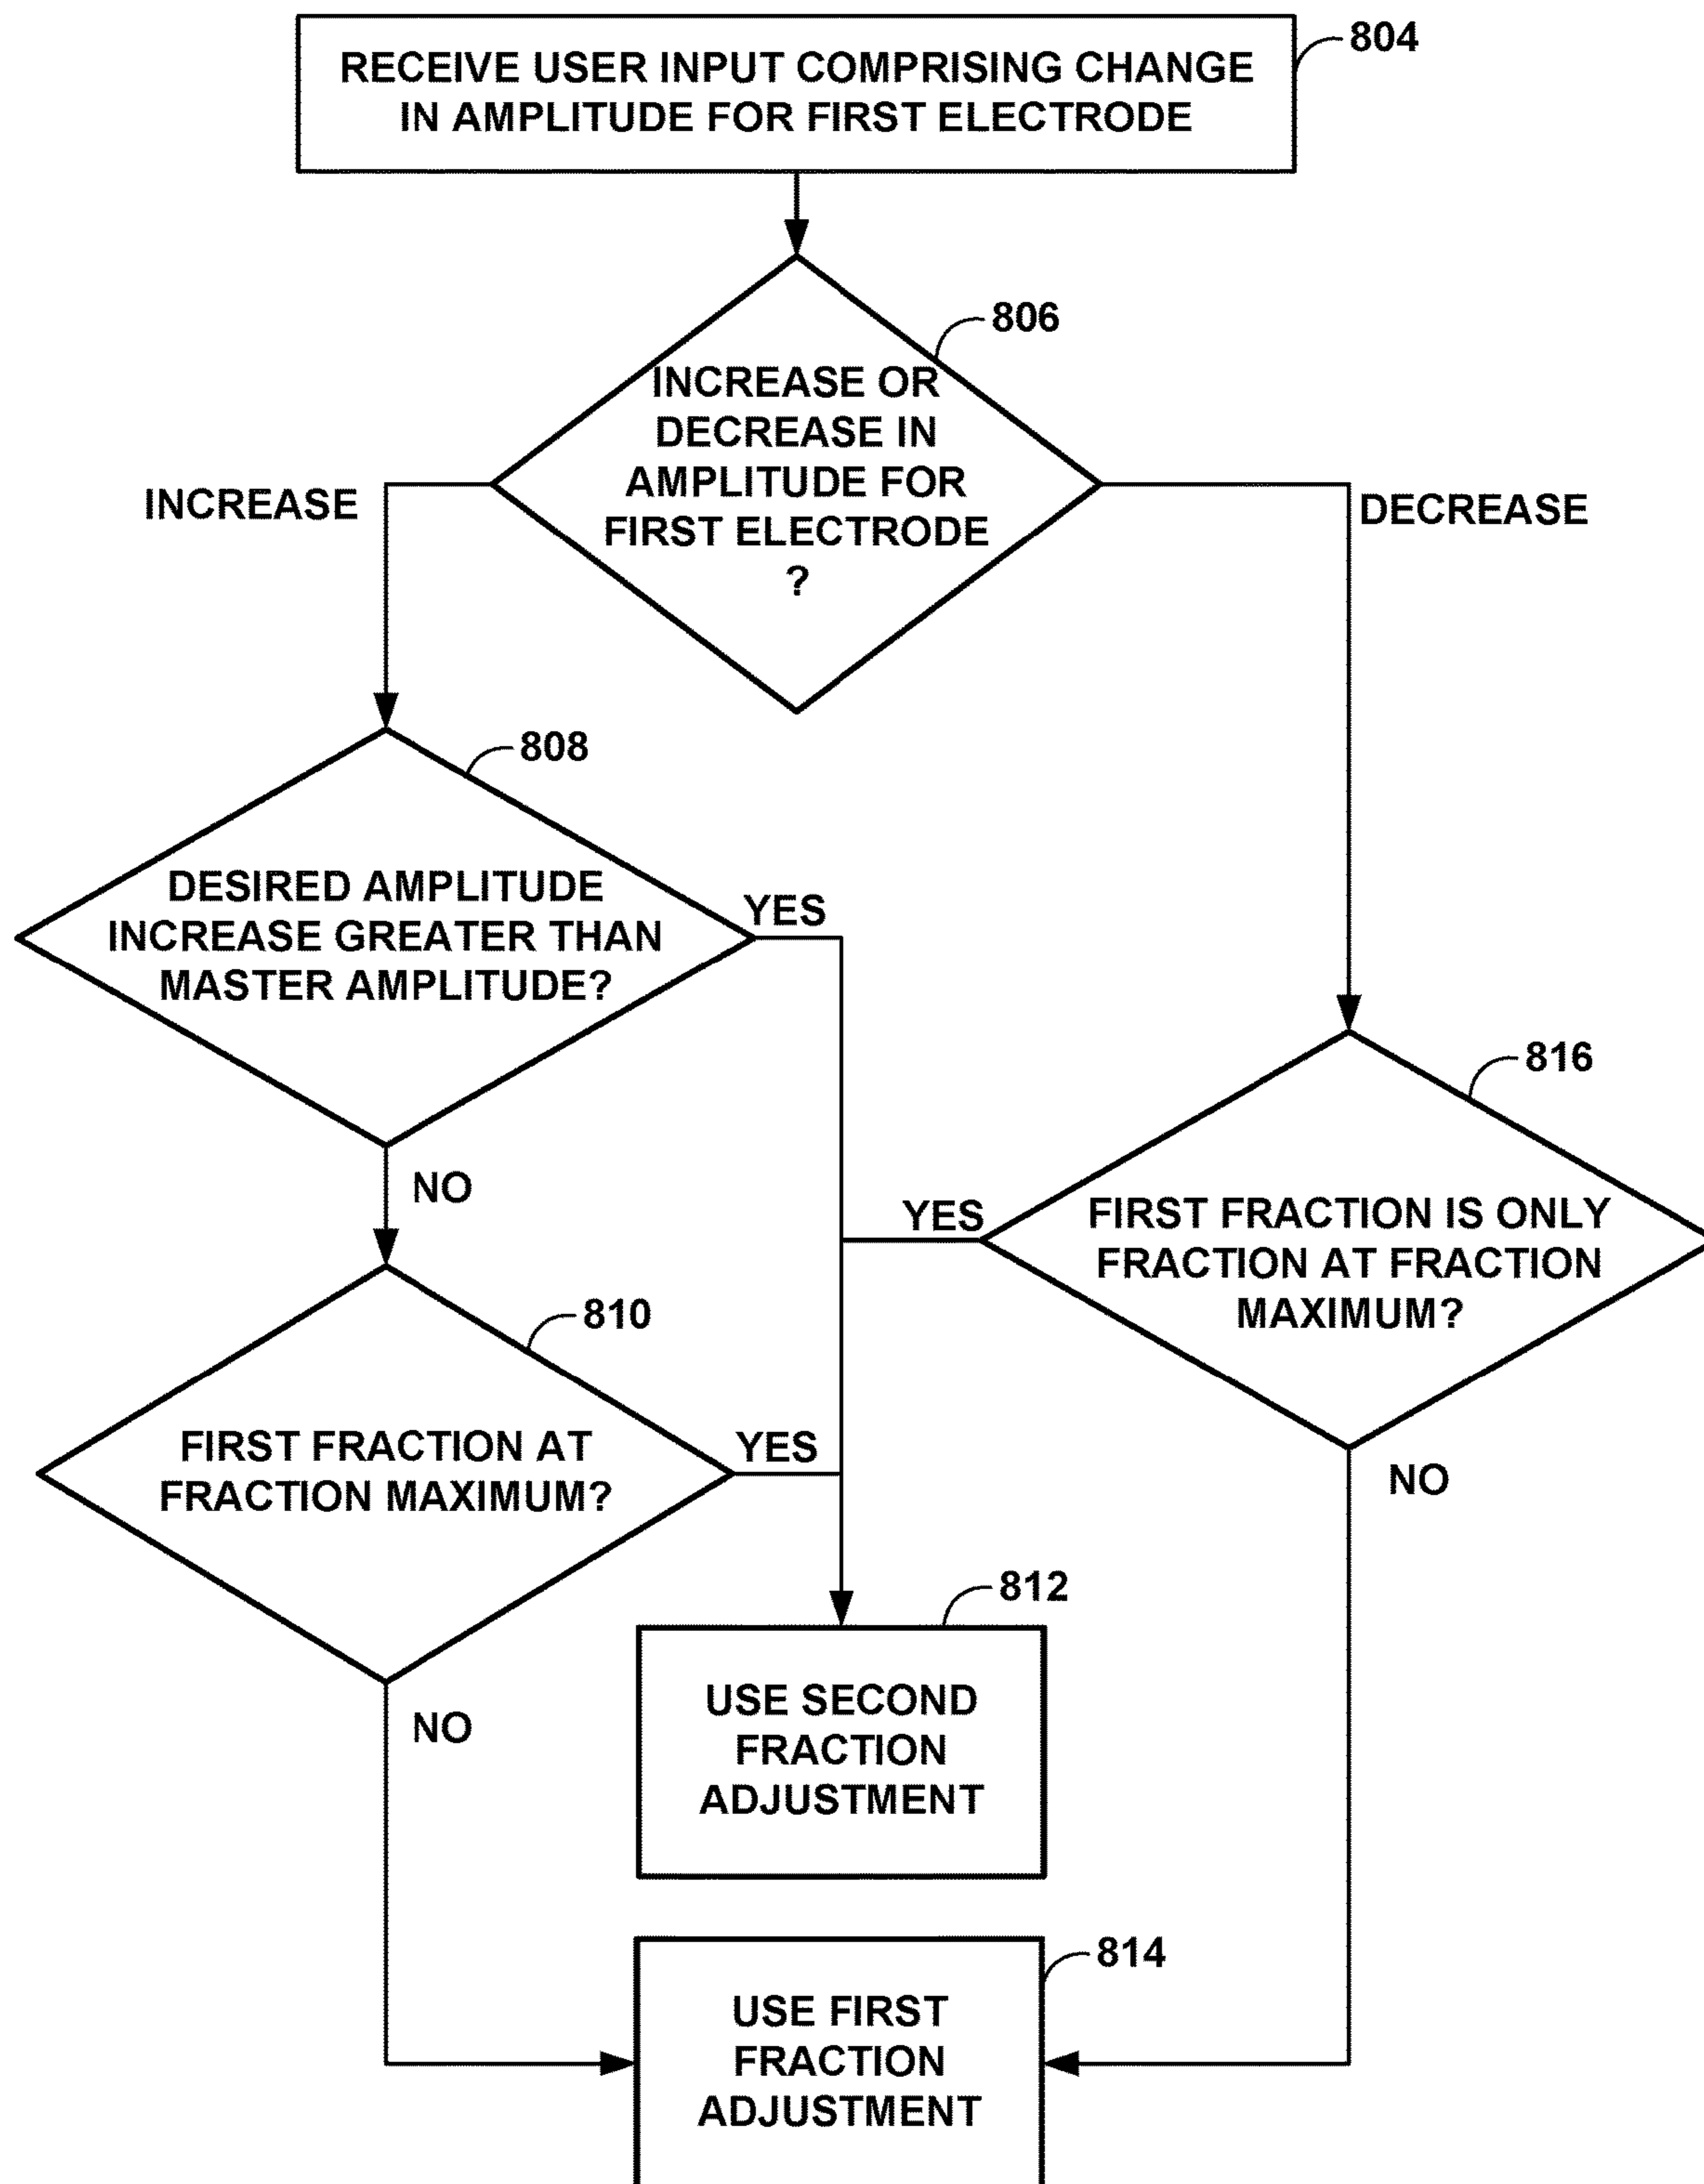 804
RECEIVE USER INPUT COMPRISING CHANGE
IN AMPLITUDE FOR FIRST ELECTRODE
806
INCREASE OR
DECREASE IN
AMPLITUDE FOR
FIRST ELECTRODE
?
INCREASE
DECREASE
808
DESIRED AMPLITUDE
INCREASE GREATER THAN
MASTER AMPLITUDE?
YES
NO
816
FIRST FRACTION IS ONLY
FRACTION AT FRACTION
MAXIMUM?
YES
NO
810
FIRST FRACTION AT
FRACTION MAXIMUM?
YES
NO
812
USE SECOND
FRACTION
ADJUSTMENT
814
USE FIRST
FRACTION
ADJUSTMENT